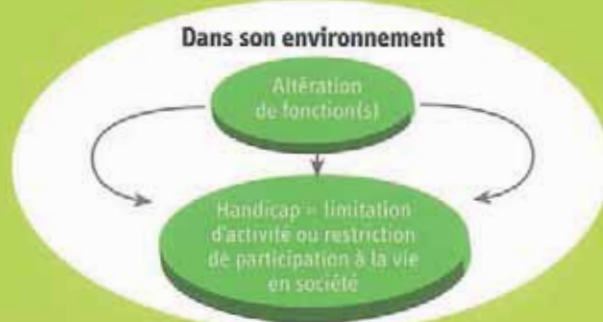 Dans son environnement
Altération
de fonction(s)
Handicap = limitation
d'activité ou restriction
de participation à la vie
en société